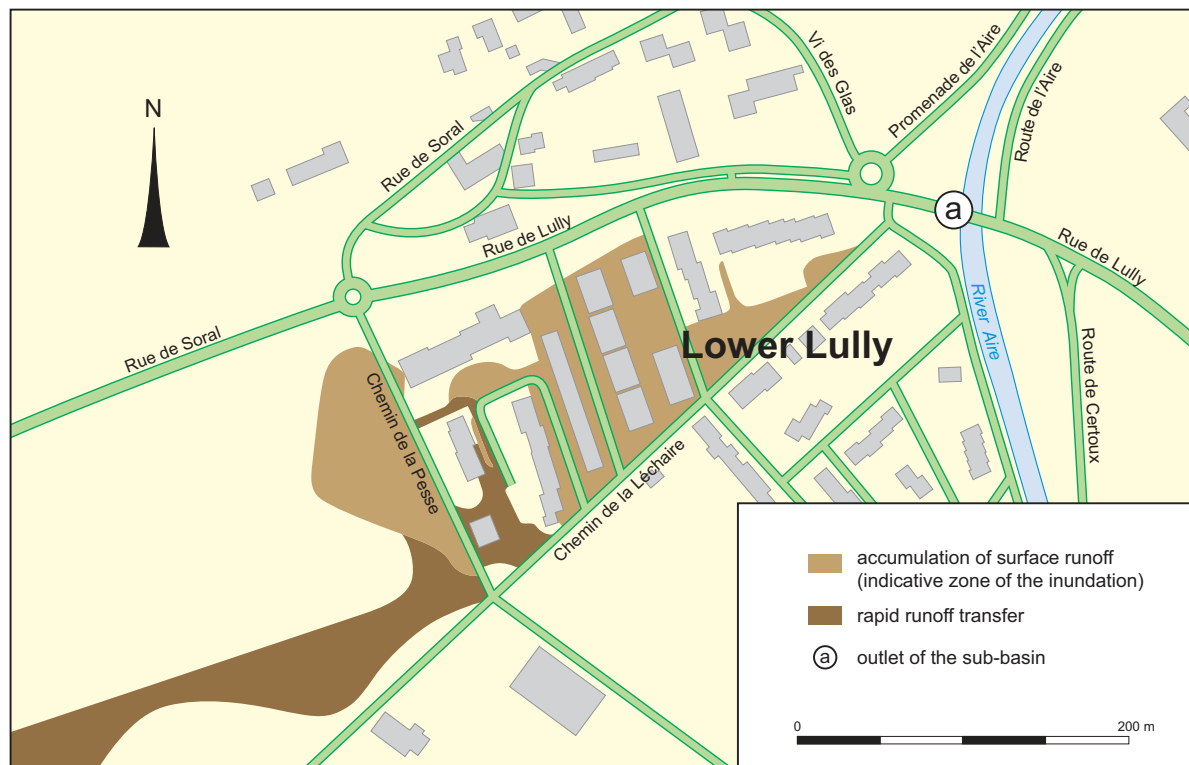 N
Rue de Soral
Vi des Glas
Promenade de l'Aire
Route de l'Aire
a
Rue de Lully
Rue de Lully
Rue de Soral
Chemin de la Pesse
Lower Lully
River Aire
Route de Certoux
Chemin de la Léchaire
accumulation of surface runoff
(indicative zone of the inundation)
rapid runoff transfer
a outlet of the sub-basin
0 200 m